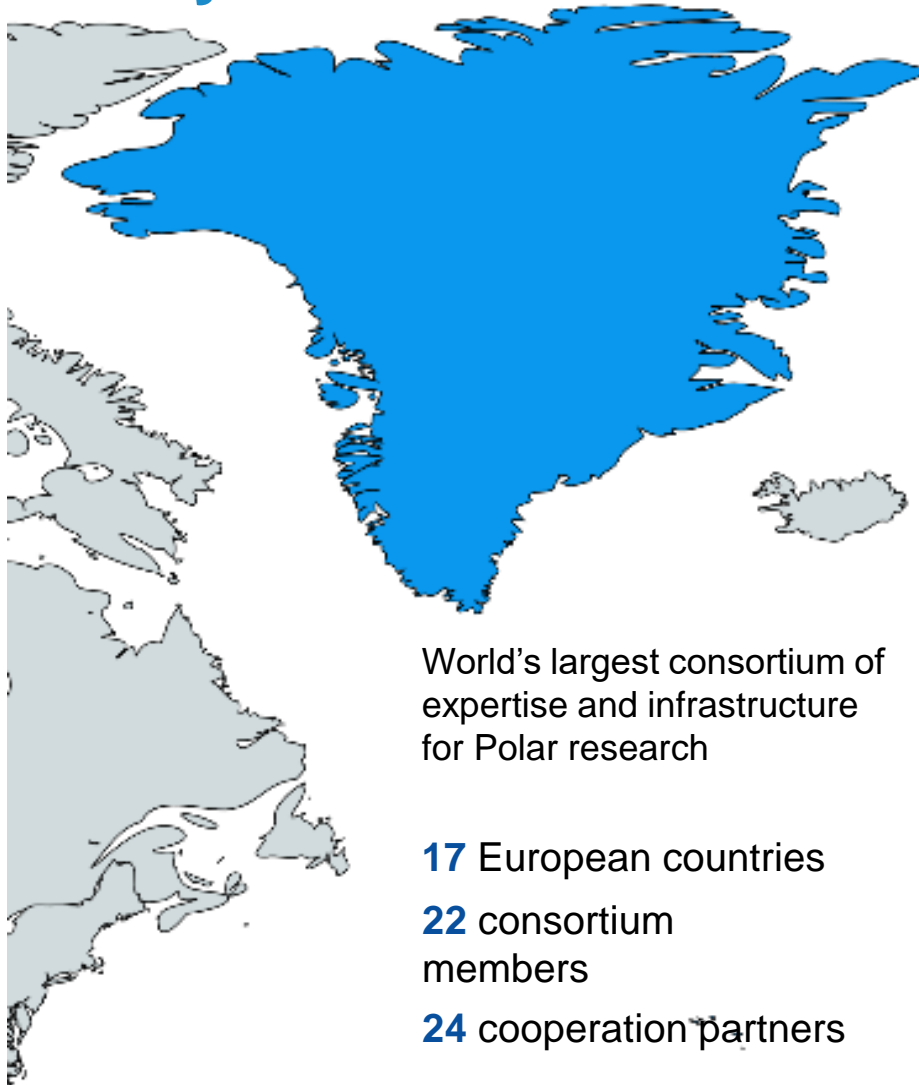 World’s largest consortium of
expertise and infrastructure
for Polar research
17 European countries
22 consortium
members
24 cooperation partners